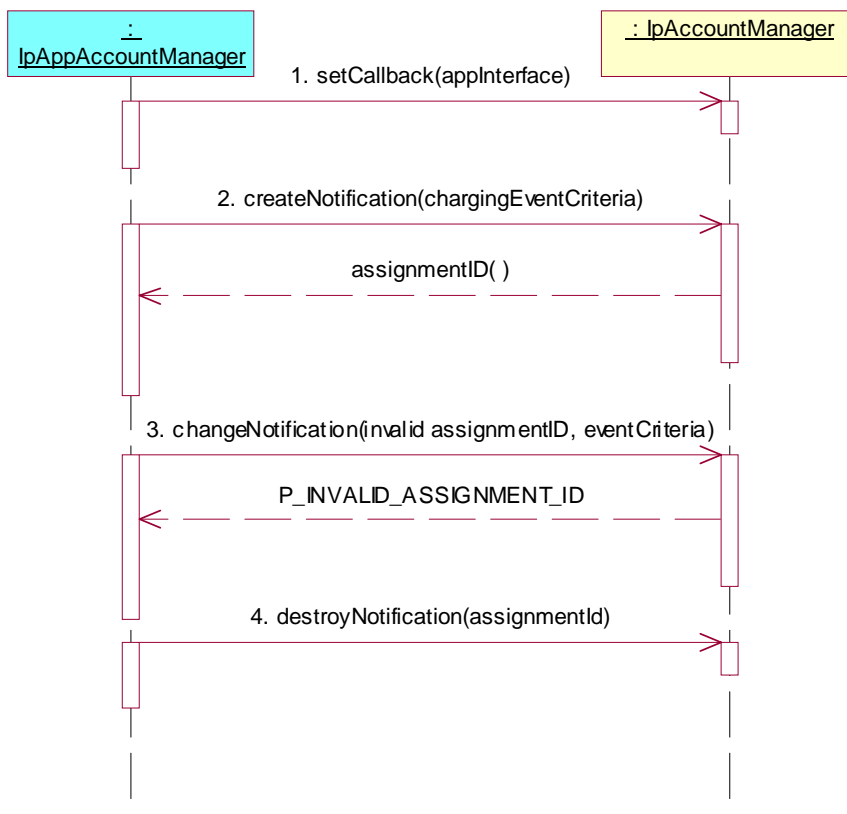 :
IpAppAccountManager
: IpAccountManager
1. setCallback(appInterface)
2. createNotification(chargingEventCriteria)
assignmentID( )
3. changeNotification(invalid assignmentID, eventCriteria)
P_INVALID_ASSIGNMENT_ID
4. destroyNotification(assignmentId)